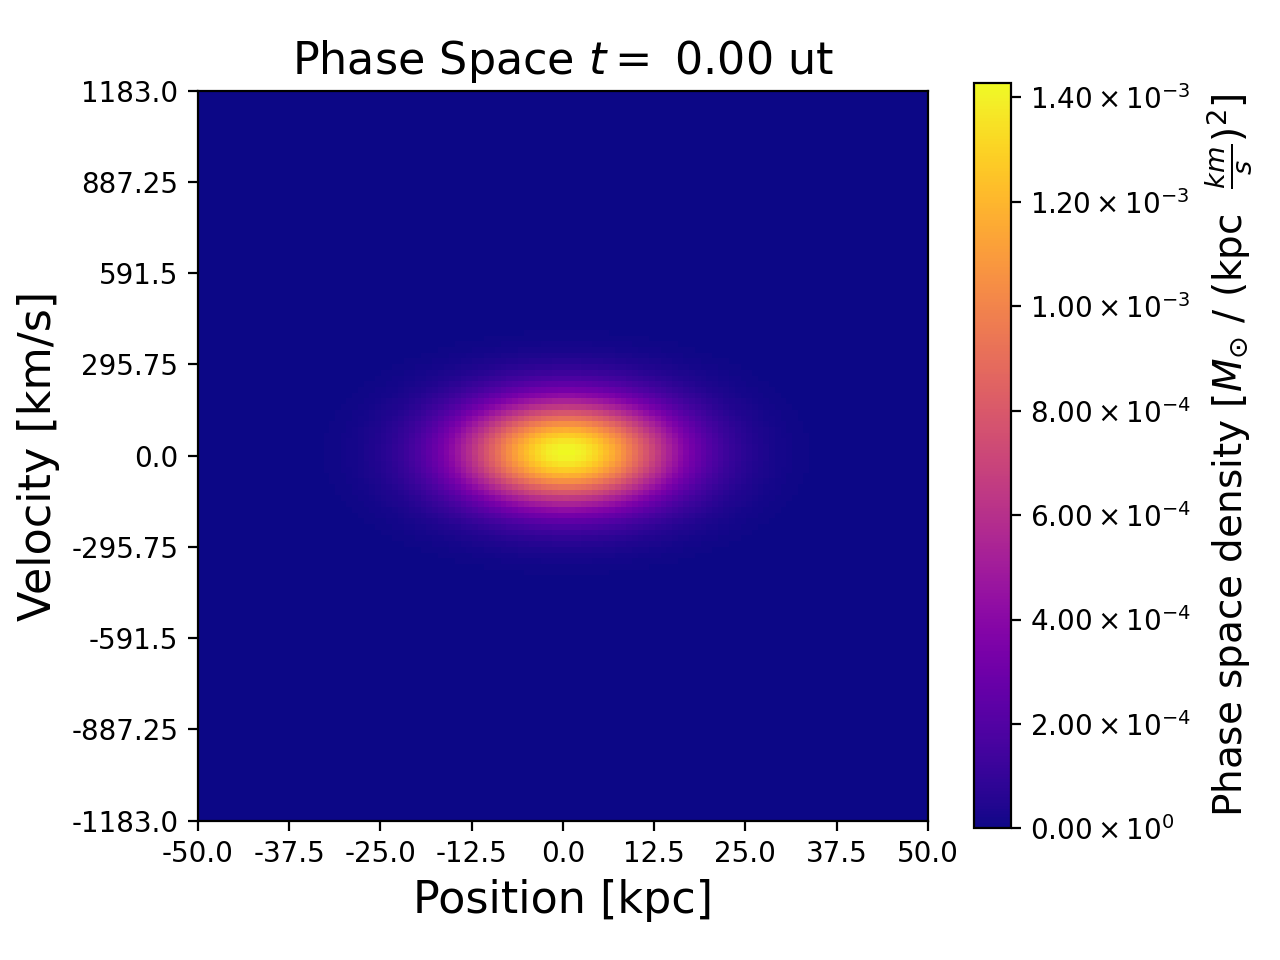 Phase Space t = 0.00 ut
Velocity [km/s]
1183.0
887.25
591.5
295.75
0.0
-295.75
-591.5
-887.25
-1183.0
-50.0 -37.5 -25.0 -12.5 0.0 12.5 25.0 37.5 50.0
Position [kpc]
1.40 × 10⁻³
1.20 × 10⁻³
1.00 × 10⁻³
8.00 × 10⁻⁴
6.00 × 10⁻⁴
4.00 × 10⁻⁴
2.00 × 10⁻⁴
0.00 × 10⁰
Phase space density [M☉ / (kpc km/s)²]